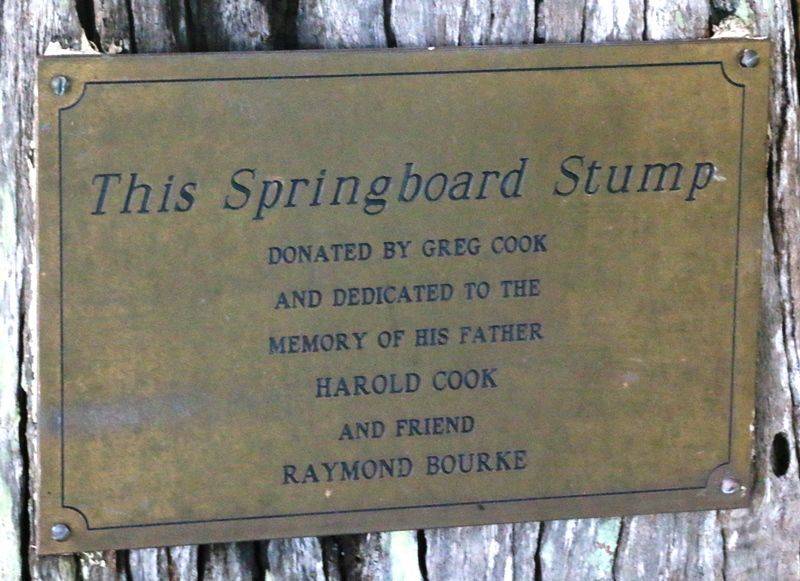 This Springboard Stump
DONATED BY GREG COOK
AND DEDICATED TO THE
MEMORY OF HIS FATHER
HAROLD COOK
AND FRIEND
RAYMOND BOURKE